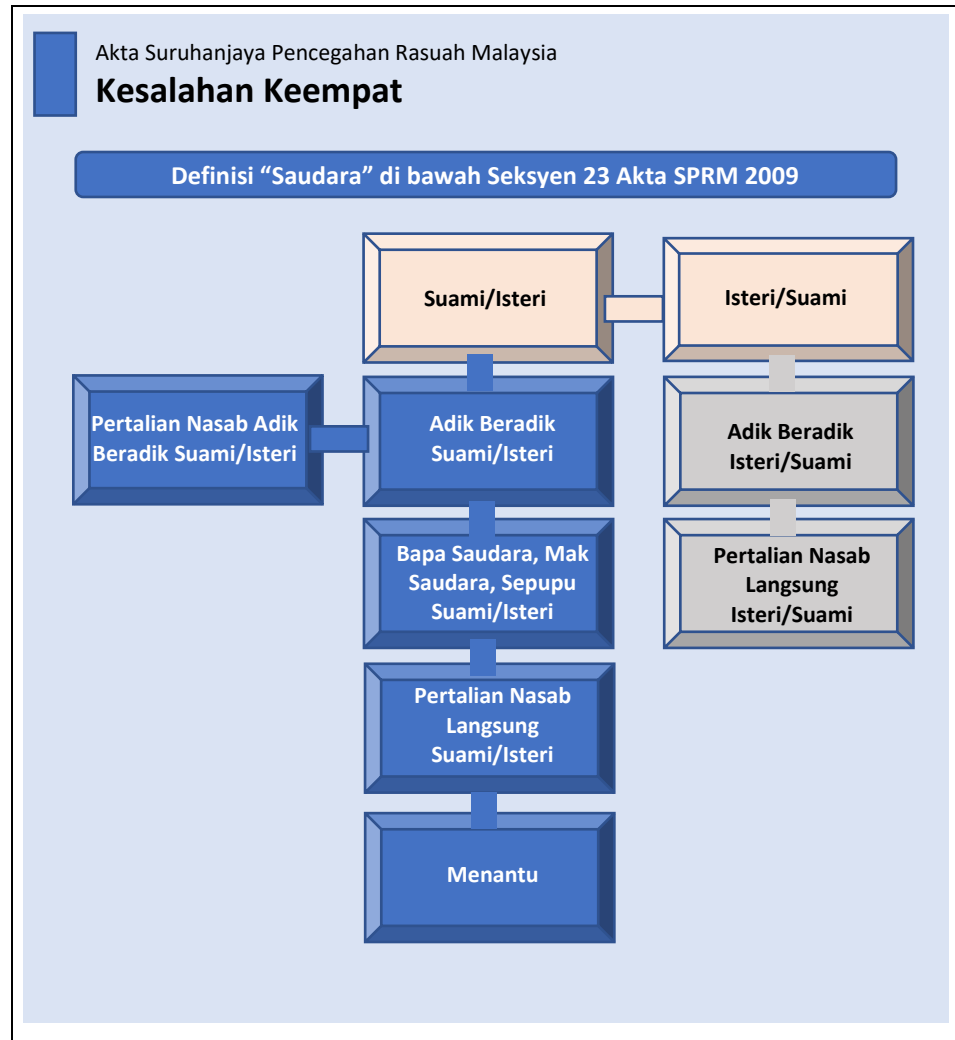 Akta Suruhanjaya Pencegahan Rasuah Malaysia
Kesalahan Keempat
Definisi “Saudara” di bawah Seksyen 23 Akta SPRM 2009
Suami/Isteri
Isteri/Suami
Pertalian Nasab Adik
Beradik Suami/Isteri
Adik Beradik
Suami/Isteri
Adik Beradik
Isteri/Suami
Bapa Saudara, Mak
Saudara, Sepupu
Suami/Isteri
Pertalian Nasab
Langsung
Isteri/Suami
Pertalian Nasab
Langsung
Suami/Isteri
Menantu